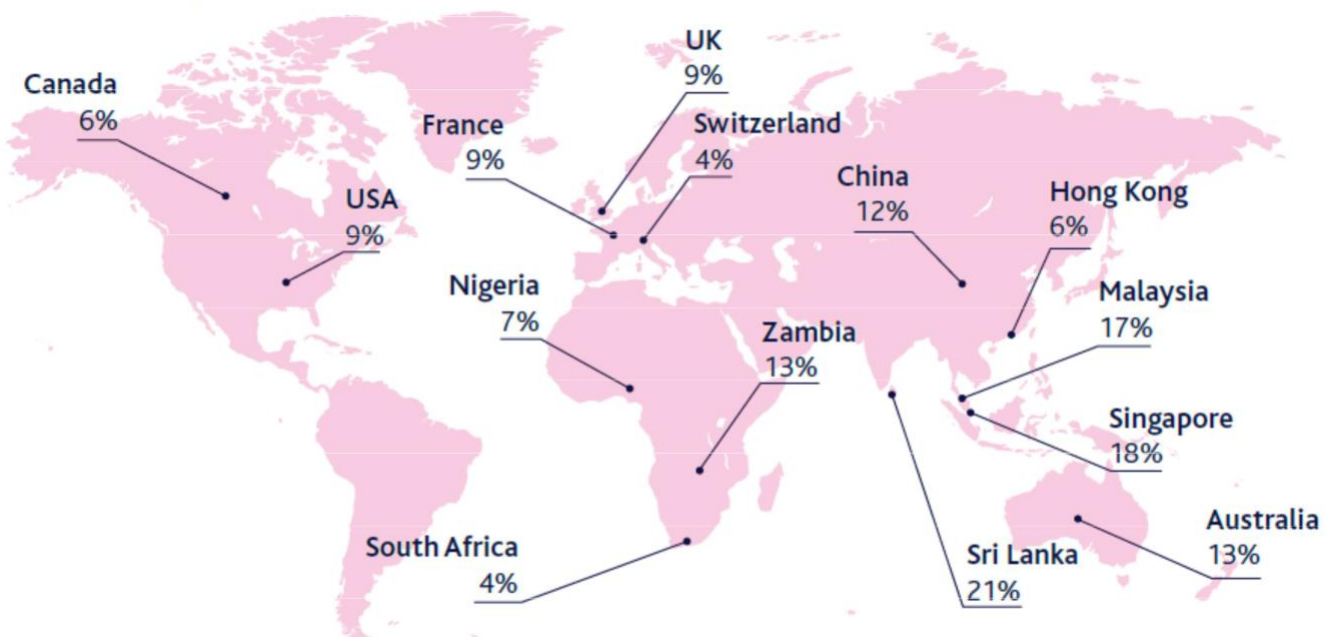 UK
9%
Canada
6%
France
9%
Switzerland
4%
China
12%
Hong Kong
6%
USA
9%
Nigeria
7%
Malaysia
17%
Zambia
13%
Singapore
18%
South Africa
4%
Sri Lanka
21%
Australia
13%